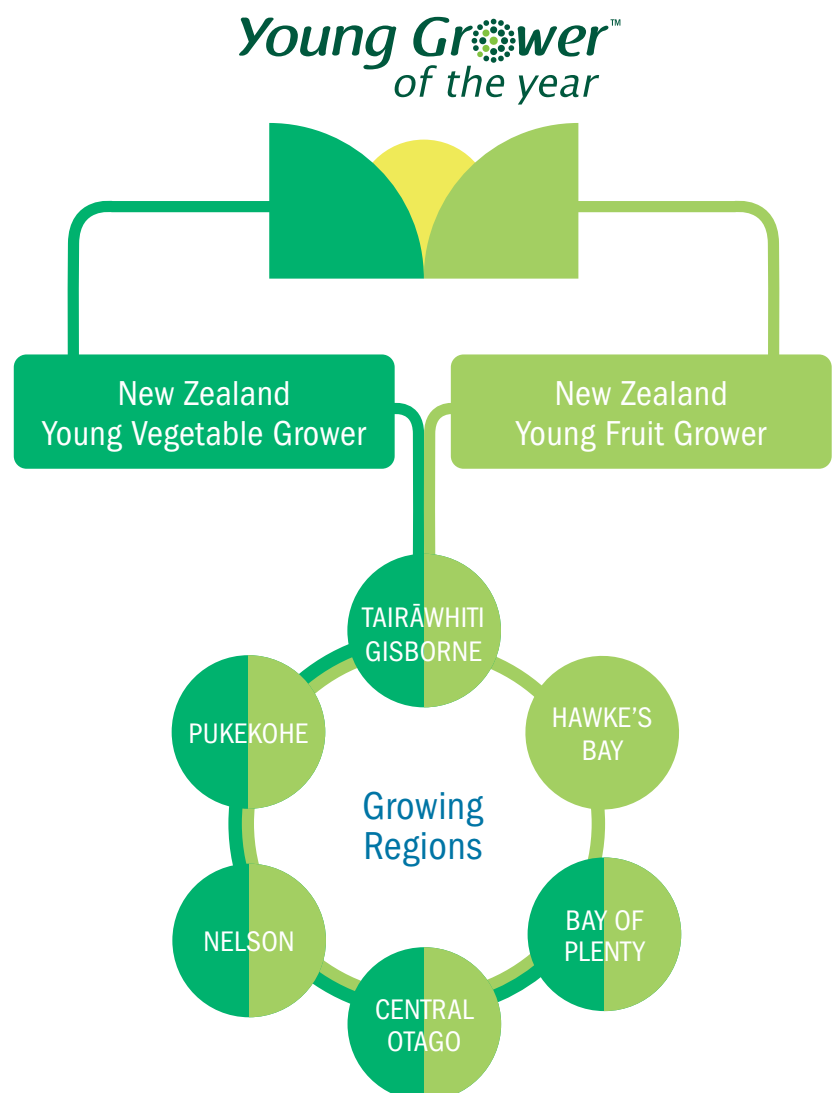 Young Grower™
of the year
New Zealand
Young Vegetable Grower
New Zealand
Young Fruit Grower
TAIRĀWHITI
GISBORNE
PUKEKOHE
HAWKE'S
BAY
Growing
Regions
NELSON
BAY OF
PLENTY
CENTRAL
OTAGO